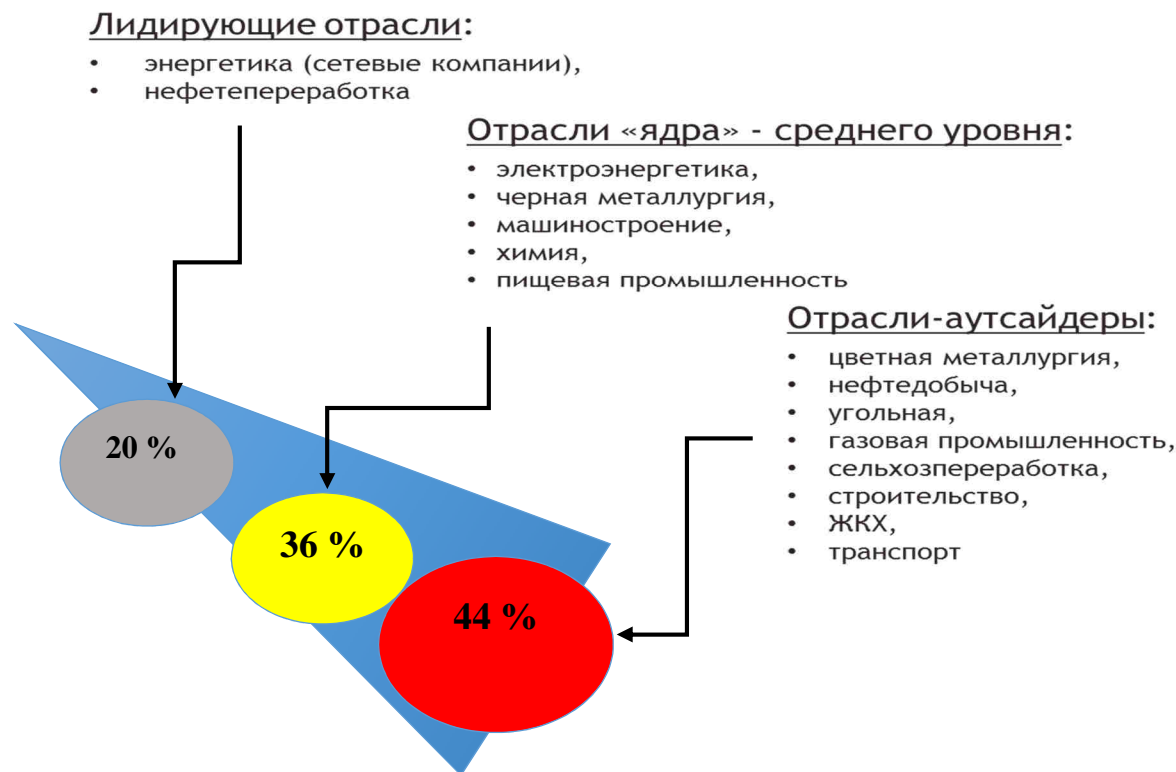 Лидирующие отрасли:
• энергетика (сетевые компании),
• нефетепереработка
Отрасли «ядра» - среднего уровня:
• электроэнергетика,
• черная металлургия,
• машиностроение,
• химия,
• пищевая промышленность
Отрасли-аутсайдеры:
• цветная металлургия,
• нефтедобыча,
• угольная,
• газовая промышленность,
• сельхозпереработка,
• строительство,
• ЖКХ,
• транспорт
20 %
36 %
44 %